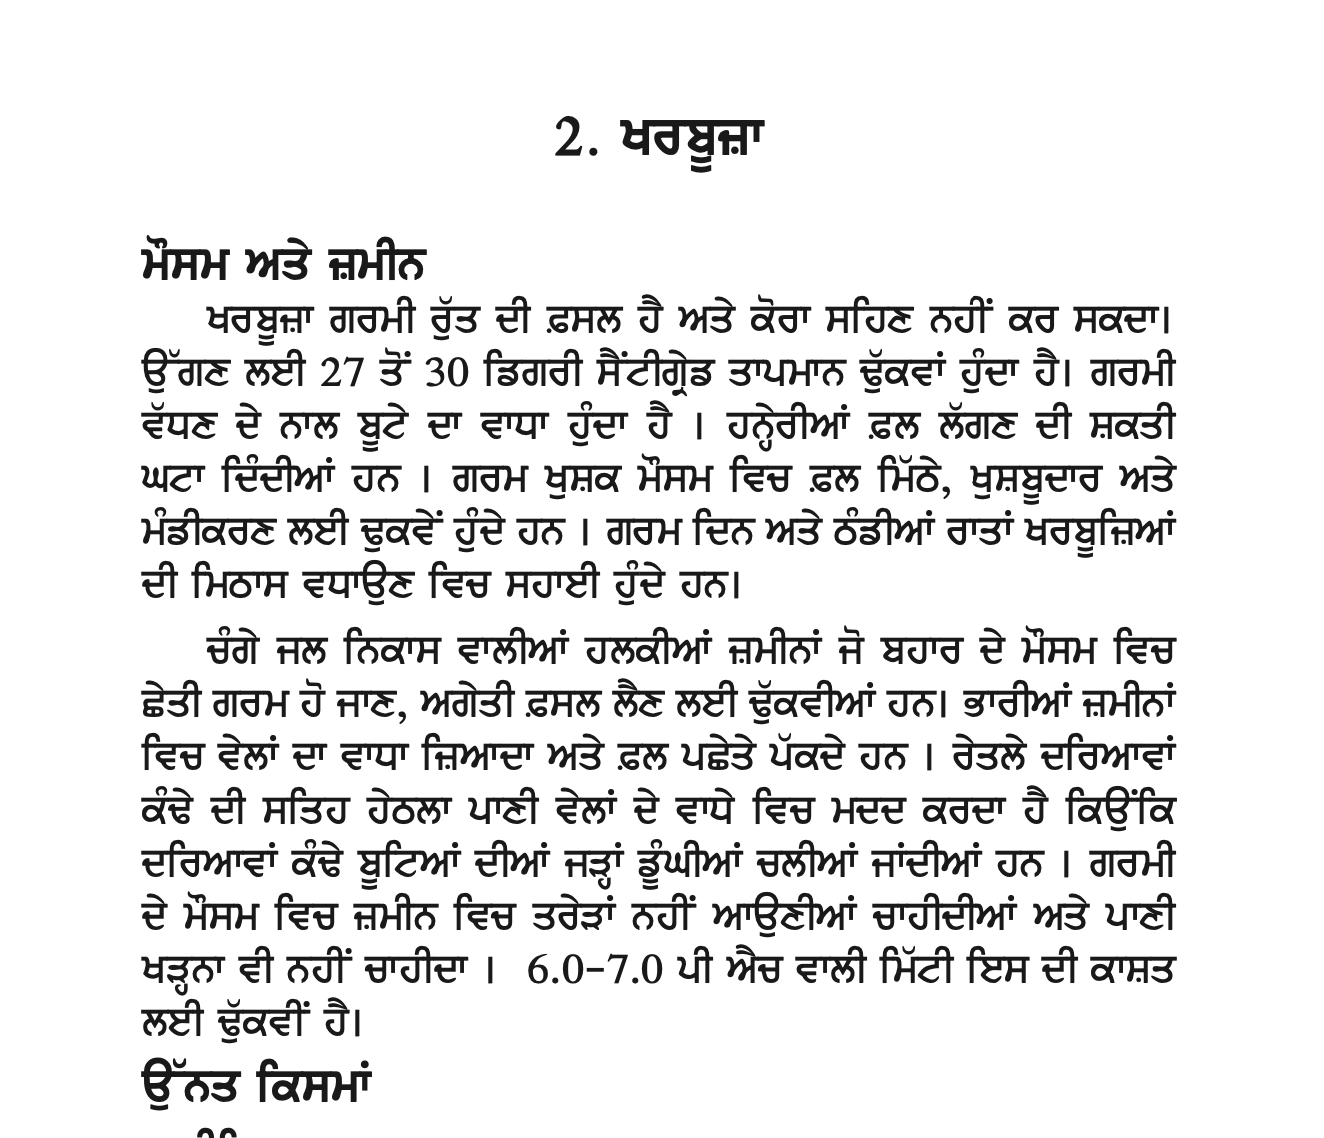 2. ਖਰਬੂਜ਼ਾ
ਮੌਸਮ ਅਤੇ ਜ਼ਮੀਨ
ਖਰਬੂਜ਼ਾ ਗਰਮੀ ਰੁੱਤ ਦੀ ਫ਼ਸਲ ਹੈ ਅਤੇ ਕੋਰਾ ਸਹਿਣ ਨਹੀਂ ਕਰ ਸਕਦਾ।
ਉੱਗਣ ਲਈ 27 ਤੋਂ 30 ਡਿਗਰੀ ਸੈਂਟੀਗ੍ਰੇਡ ਤਾਪਮਾਨ ਢੁੱਕਵਾਂ ਹੁੰਦਾ ਹੈ। ਗਰਮੀ
ਵੱਧਣ ਦੇ ਨਾਲ ਬੂਟੇ ਦਾ ਵਾਧਾ ਹੁੰਦਾ ਹੈ । ਹਨ੍ਹੇਰੀਆਂ ਫ਼ਲ ਲੱਗਣ ਦੀ ਸ਼ਕਤੀ
ਘਟਾ ਦਿੰਦੀਆਂ ਹਨ । ਗਰਮ ਖੁਸ਼ਕ ਮੌਸਮ ਵਿਚ ਫ਼ਲ ਮਿੱਠੇ, ਖੁਸ਼ਬੂਦਾਰ ਅਤੇ
ਮੰਡੀਕਰਣ ਲਈ ਢੁਕਵੇਂ ਹੁੰਦੇ ਹਨ । ਗਰਮ ਦਿਨ ਅਤੇ ਠੰਡੀਆਂ ਰਾਤਾਂ ਖਰਬੂਜ਼ਿਆਂ
ਦੀ ਮਿਠਾਸ ਵਧਾਉਣ ਵਿਚ ਸਹਾਈ ਹੁੰਦੇ ਹਨ।
ਚੰਗੇ ਜਲ ਨਿਕਾਸ ਵਾਲੀਆਂ ਹਲਕੀਆਂ ਜ਼ਮੀਨਾਂ ਜੋ ਬਹਾਰ ਦੇ ਮੌਸਮ ਵਿਚ
ਛੇਤੀ ਗਰਮ ਹੋ ਜਾਣ, ਅਗੇਤੀ ਫ਼ਸਲ ਲੈਣ ਲਈ ਢੁੱਕਵੀਆਂ ਹਨ। ਭਾਰੀਆਂ ਜ਼ਮੀਨਾਂ
ਵਿਚ ਵੇਲਾਂ ਦਾ ਵਾਧਾ ਜ਼ਿਆਦਾ ਅਤੇ ਫ਼ਲ ਪਛੇਤੇ ਪੱਕਦੇ ਹਨ । ਰੇਤਲੇ ਦਰਿਆਵਾਂ
ਕੰਢੇ ਦੀ ਸਤਿਹ ਹੇਠਲਾ ਪਾਣੀ ਵੇਲਾਂ ਦੇ ਵਾਧੇ ਵਿਚ ਮਦਦ ਕਰਦਾ ਹੈ ਕਿਉਂਕਿ
ਦਰਿਆਵਾਂ ਕੰਢੇ ਬੂਟਿਆਂ ਦੀਆਂ ਜੜ੍ਹਾਂ ਡੂੰਘੀਆਂ ਚਲੀਆਂ ਜਾਂਦੀਆਂ ਹਨ । ਗਰਮੀ
ਦੇ ਮੌਸਮ ਵਿਚ ਜ਼ਮੀਨ ਵਿਚ ਤਰੇੜਾਂ ਨਹੀਂ ਆਉਣੀਆਂ ਚਾਹੀਦੀਆਂ ਅਤੇ ਪਾਣੀ
ਖੜ੍ਹਨਾ ਵੀ ਨਹੀਂ ਚਾਹੀਦਾ । 6.0-7.0 ਪੀ ਐਚ ਵਾਲੀ ਮਿੱਟੀ ਇਸ ਦੀ ਕਾਸ਼ਤ
ਲਈ ਢੁੱਕਵੀਂ ਹੈ।
ਉੱਨਤ ਕਿਸਮਾਂ